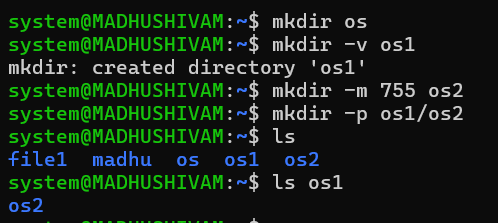 system@MADHUSHIVAM:~$ mkdir os
system@MADHUSHIVAM:~$ mkdir -v os1
mkdir: created directory 'os1'
system@MADHUSHIVAM:~$ mkdir -m 755 os2
system@MADHUSHIVAM:~$ mkdir -p os1/os2
system@MADHUSHIVAM:~$ ls
file1  madhu  os  os1  os2
system@MADHUSHIVAM:~$ ls os1
os2